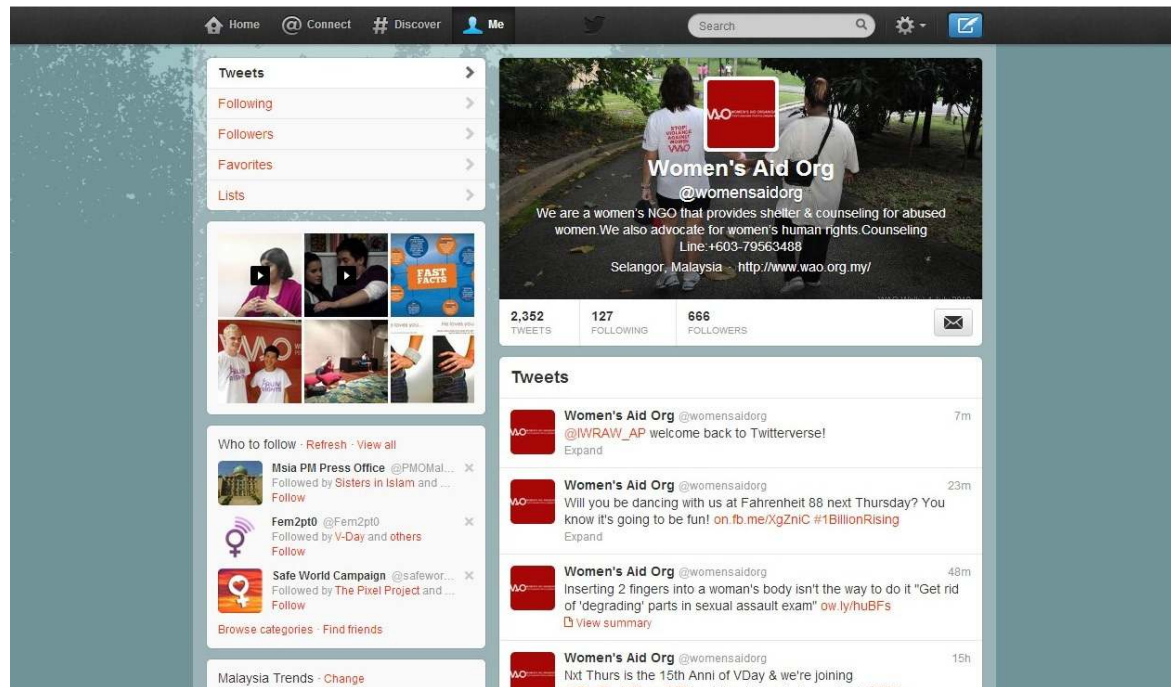 Home
@ Connect
# Discover
Me
Search
Tweets
Following
Followers
Favorites
Lists
FAST
FACTS
WAO
STOP!
VIOLENCE
AGAINST
WOMEN
WAO
WAO
Women's Aid Org
@womensaidorg
We are a women's NGO that provides shelter & counseling for abused
women.We also advocate for women's human rights.Counseling
Line:+603-79563488
Selangor, Malaysia · http://www.wao.org.my/
2,352
TWEETS
127
FOLLOWING
666
FOLLOWERS
Who to follow · Refresh · View all
Msia PM Press Office @PMOMal...
Followed by Sisters in Islam and ...
Follow
Fem2pt0 @Fem2pt0
Followed by V-Day and others
Follow
Safe World Campaign @safewor...
Followed by The Pixel Project and ...
Follow
Browse categories · Find friends
Malaysia Trends · Change
Tweets
Women's Aid Org @womensaidorg 7m
@IWRAW_AP welcome back to Twitterverse!
Expand
Women's Aid Org @womensaidorg 23m
Will you be dancing with us at Fahrenheit 88 next Thursday? You
know it's going to be fun! on.fb.me/XgZniC #1BillionRising
Expand
Women's Aid Org @womensaidorg 48m
Inserting 2 fingers into a woman's body isn't the way to do it "Get rid
of 'degrading' parts in sexual assault exam" ow.ly/huBFs
View summary
Women's Aid Org @womensaidorg 15h
Nxt Thurs is the 15th Anni of VDay & we're joining